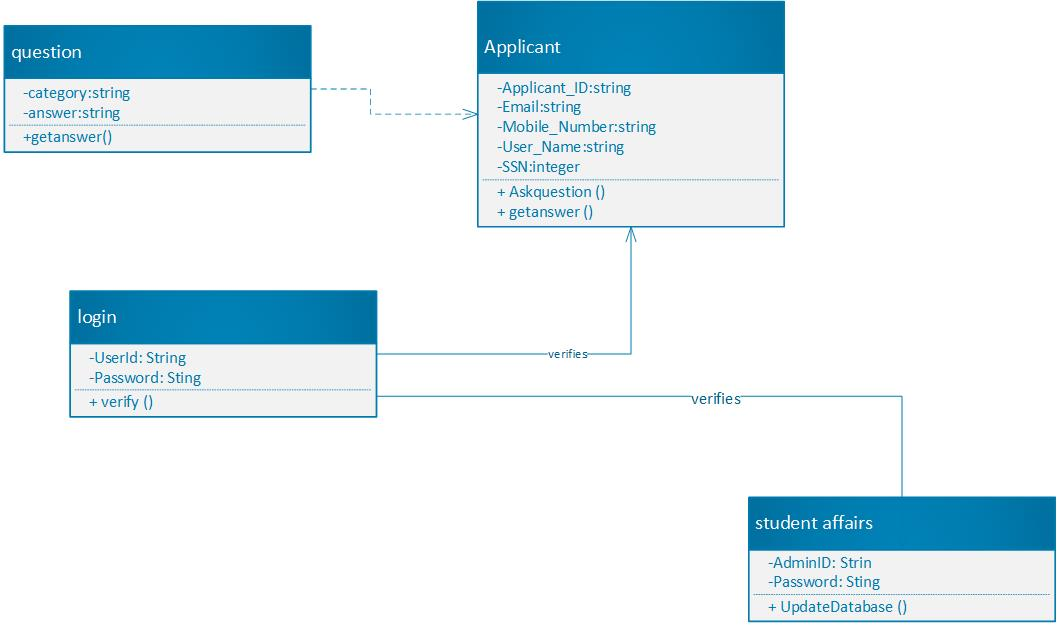 question
-category:string
-answer:string
+getanswer()
Applicant
-Applicant_ID:string
-Email:string
-Mobile_Number:string
-User_Name:string
-SSN:integer
+ Askquestion ()
+ getanswer ()
login
-UserId: String
-Password: Sting
+ verify ()
verifies
verifies
student affairs
-AdminID: Strin
-Password: Sting
+ UpdateDatabase ()